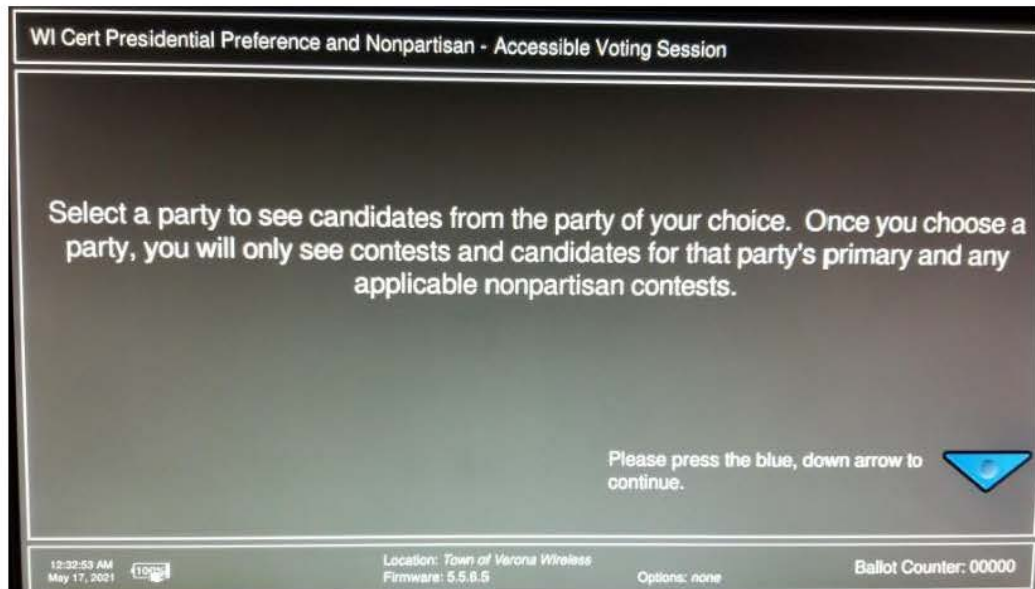 WI Cert Presidential Preference and Nonpartisan - Accessible Voting Session
Select a party to see candidates from the party of your choice. Once you choose a
party, you will only see contests and candidates for that party's primary and any
applicable nonpartisan contests.
Please press the blue, down arrow to
continue.
12:32:53 AM
May 17, 2021
100%
Location: Town of Verona Wireless
Firmware: 5.5.6.5
Options: none
Ballot Counter: 00000